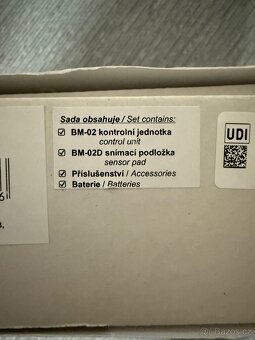 Sada obsahuje / Set contains:
☑ BM-02 kontrolní jednotka
control unit
☑ BM-02D snímací podložka
sensor pad
☑ Příslušenství / Accessories
☑ Baterie / Batteries
UDI
6